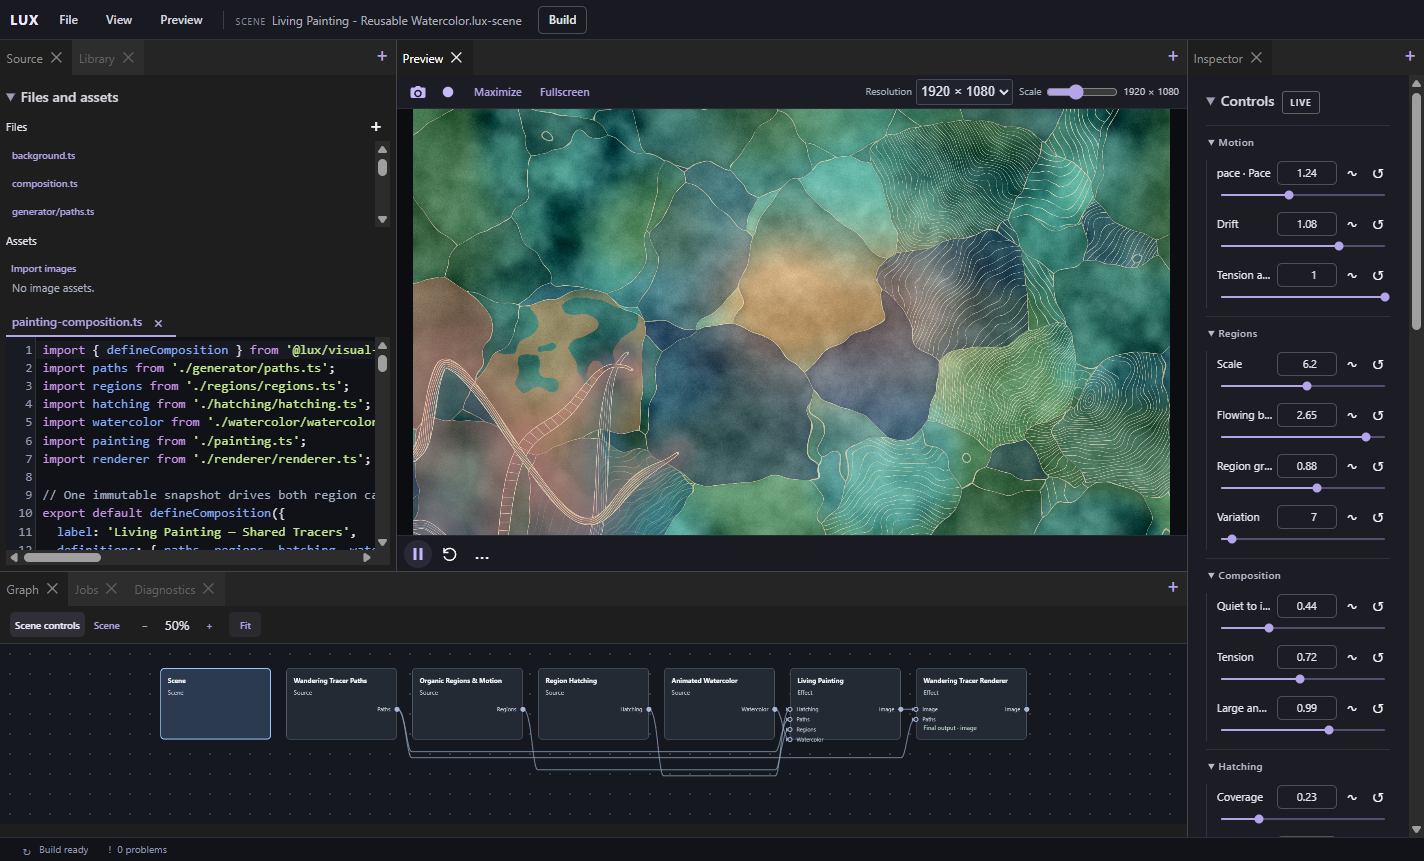 LUX File View Preview SCENE Living Painting - Reusable Watercolor.lux-scene Build
Source Library
Files and assets
Files
background.ts
composition.ts
generator/paths.ts
Assets
Import images
No image assets.
painting-composition.ts
1 import { defineComposition } from '@lux/visual-
2 import paths from './generator/paths.ts';
3 import regions from './regions/regions.ts';
4 import hatching from './hatching/hatching.ts';
5 import watercolor from './watercolor/watercolor
6 import painting from './painting.ts';
7 import renderer from './renderer/renderer.ts';
8
9 // One immutable snapshot drives both region ca
10 export default defineComposition({
11 label: 'Living Painting — Shared Tracers',
12 definitions: { paths, regions, hatching, wate
Preview
Maximize Fullscreen Resolution 1920 × 1080 Scale 1920 × 1080
...
Inspector
Controls LIVE
Motion
pace · Pace 1.24
Drift 1.08
Tension a... 1
Regions
Scale 6.2
Flowing b... 2.65
Region gr... 0.88
Variation 7
Composition
Quiet to i... 0.44
Tension 0.72
Large an... 0.99
Hatching
Coverage 0.23
Graph Jobs Diagnostics
Scene controls Scene − 50% + Fit
Scene
Scene
Wandering Tracer Paths
Source
Paths
Organic Regions & Motion
Source
Regions
Region Hatching
Source
Hatching
Animated Watercolor
Source
Watercolor
Living Painting
Effect
Hatching Image
Paths
Regions
Watercolor
Wandering Tracer Renderer
Effect
Image Image
Paths
Final output · image
Build ready ! 0 problems